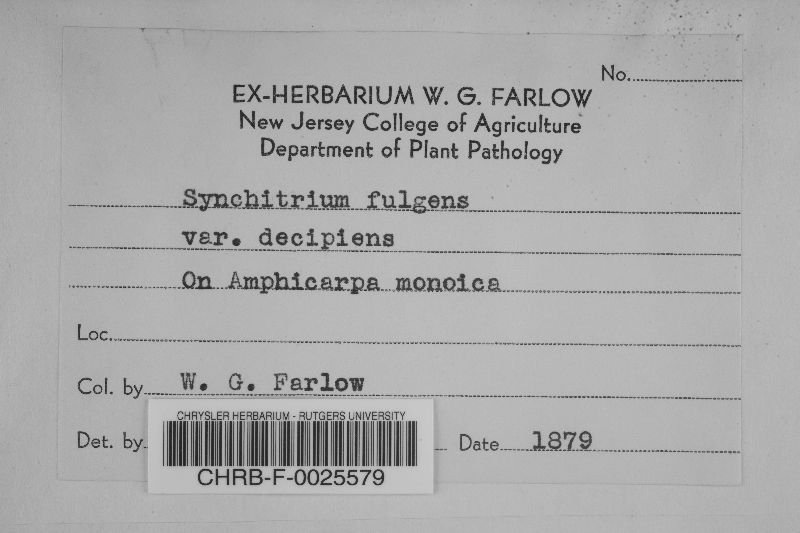 No.
EX-HERBARIUM W. G. FARLOW
New Jersey College of Agriculture
Department of Plant Pathology
Synchitrium fulgens
var. decipiens
On Amphicarpa monoica
Loc.
Col. by W. G. Farlow
Det. by Date 1879
CHRYSLER HERBARIUM - RUTGERS UNIVERSITY
CHRB-F-0025579